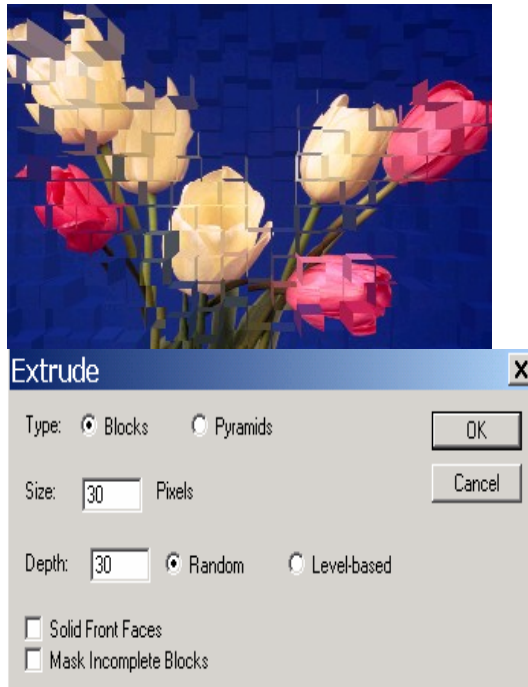 Extrude
Type: Blocks Pyramids OK
Size: 30 Pixels Cancel
Depth: 30 Random Level-based
Solid Front Faces
Mask Incomplete Blocks